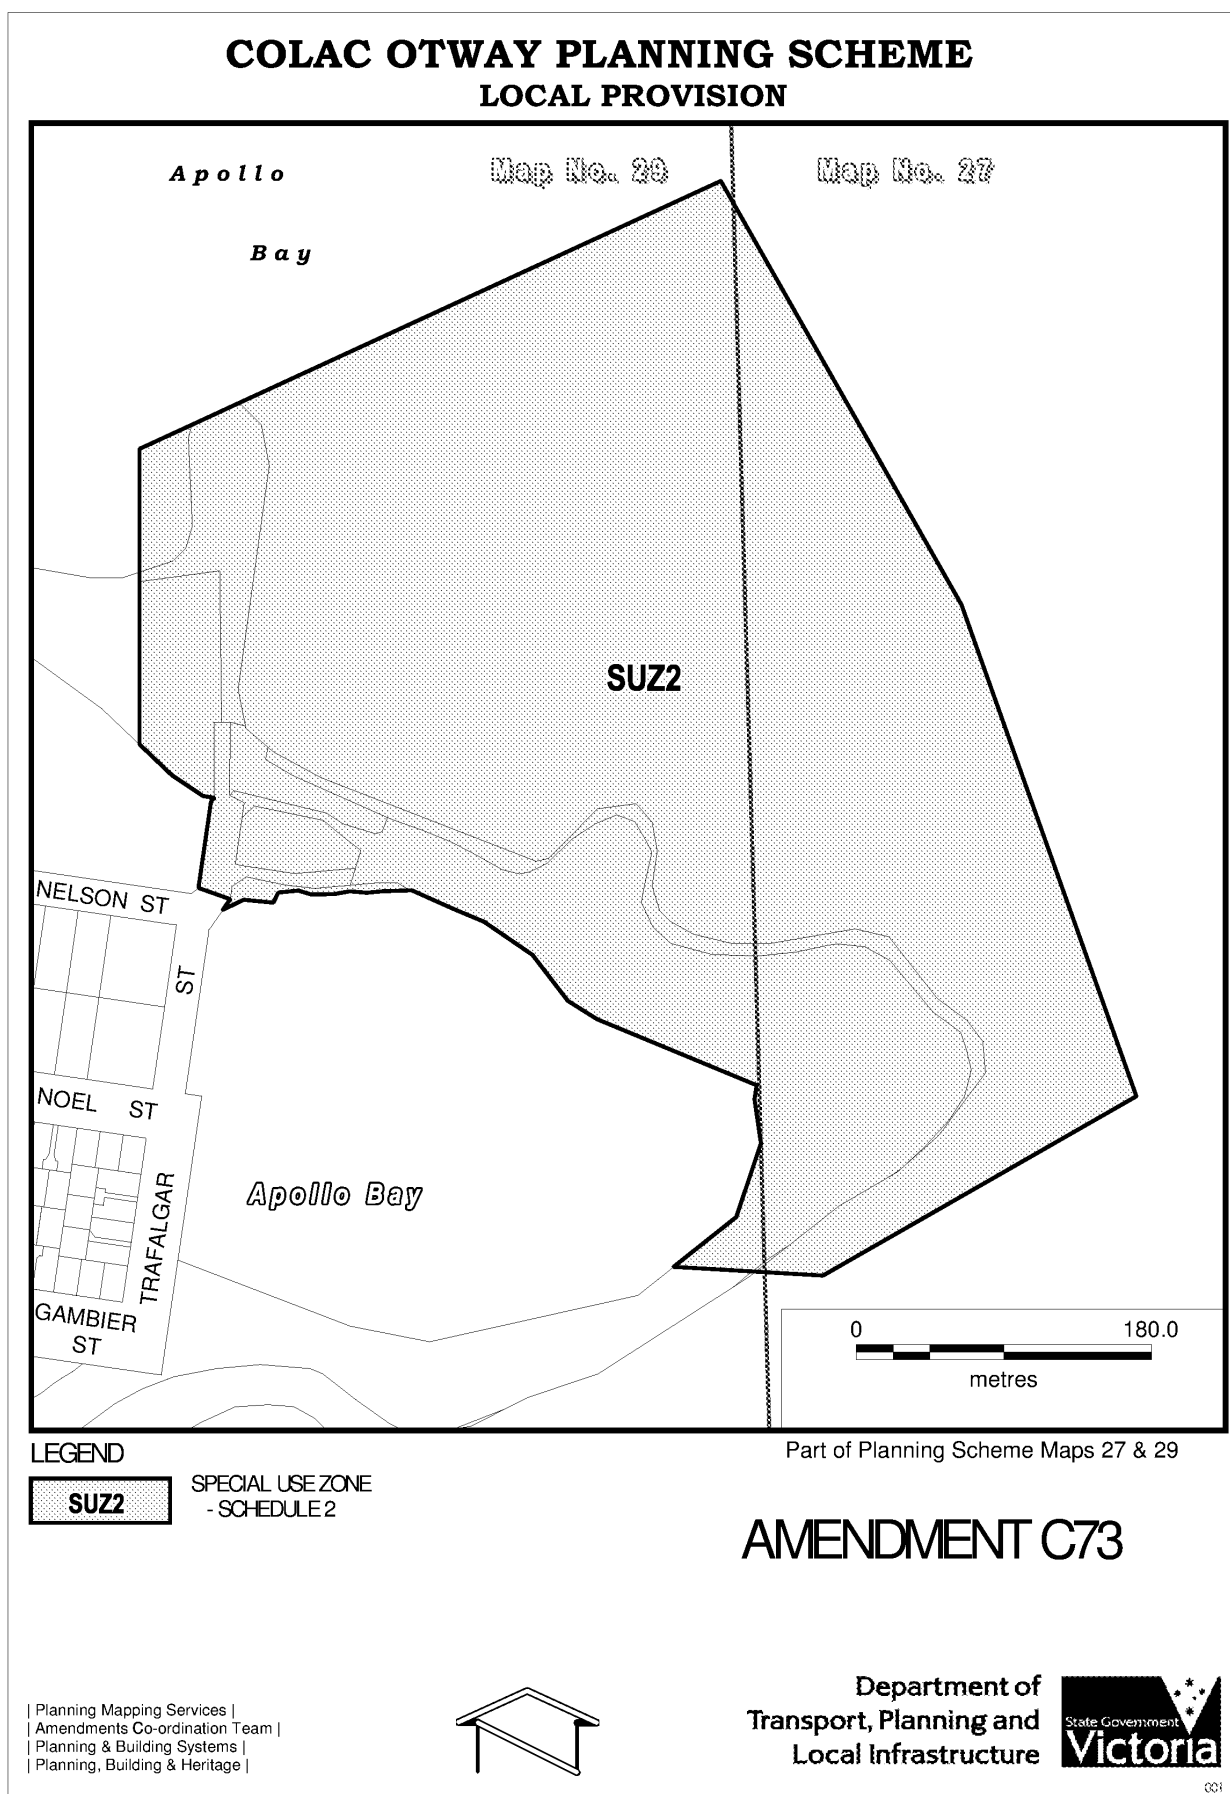 COLAC OTWAY PLANNING SCHEME
LOCAL PROVISION
Apollo
Bay
Map No. 29
Map No. 27
SUZ2
NELSON ST
ST
NOEL ST
TRAFALGAR
GAMBIER
ST
Apollo Bay
0 180.0
metres
LEGEND
SUZ2
SPECIAL USE ZONE
- SCHEDULE 2
Part of Planning Scheme Maps 27 & 29
AMENDMENT C73
| Planning Mapping Services |
| Amendments Co-ordination Team |
| Planning & Building Systems |
| Planning, Building & Heritage |
Department of
Transport, Planning and
Local Infrastructure
State Government
Victoria
001